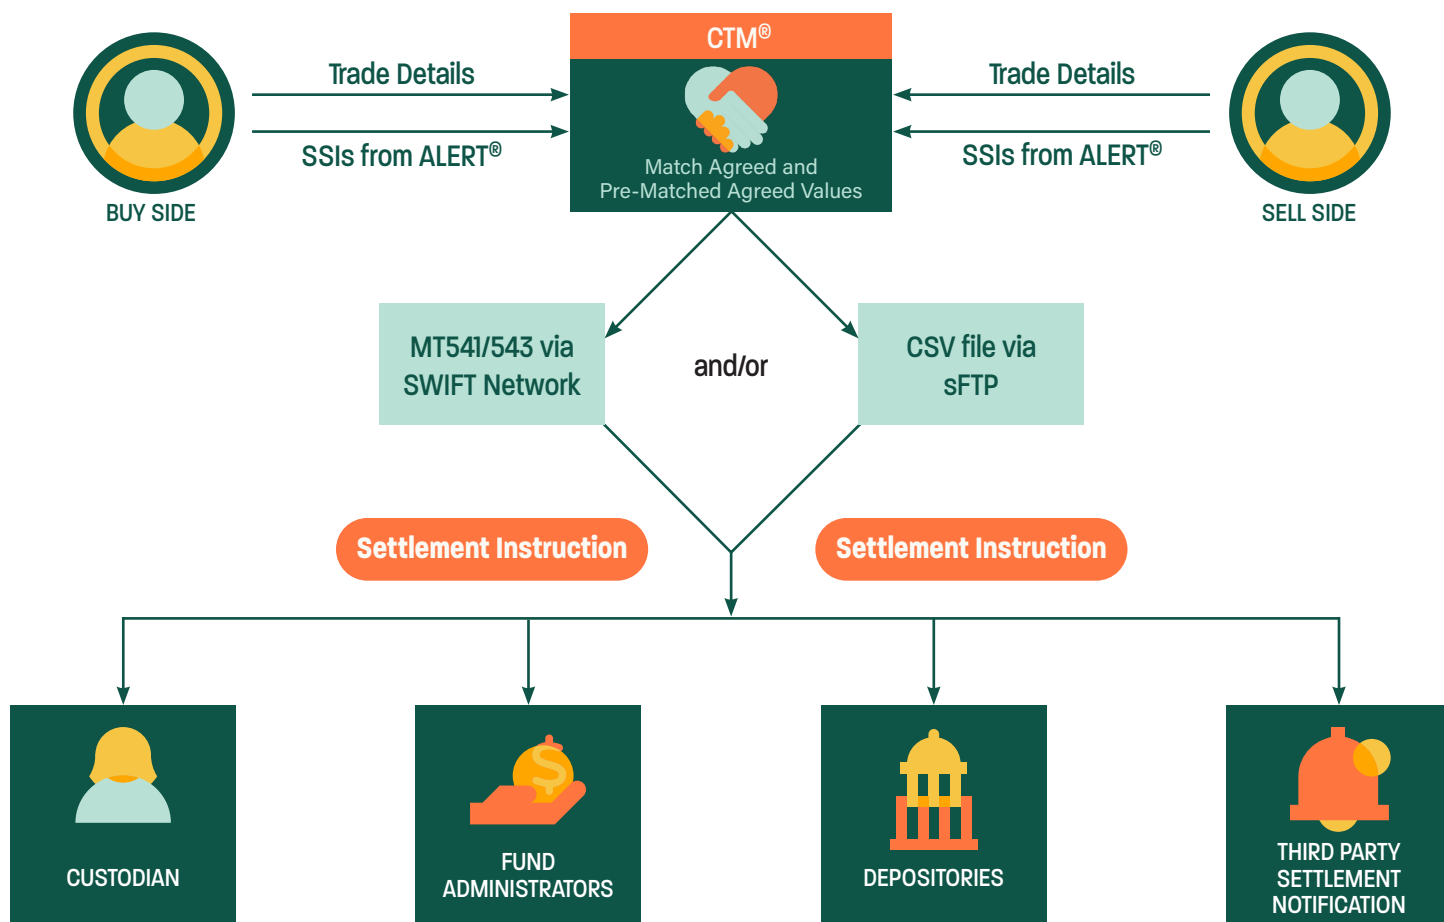 CTM®
Trade Details
Trade Details
SSIs from ALERT®
SSIs from ALERT®
Match Agreed and
Pre-Matched Agreed Values
BUY SIDE
SELL SIDE
MT541/543 via
SWIFT Network
and/or
CSV file via
sFTP
Settlement Instruction
Settlement Instruction
CUSTODIAN
FUND
ADMINISTRATORS
DEPOSITORIES
THIRD PARTY
SETTLEMENT
NOTIFICATION
$